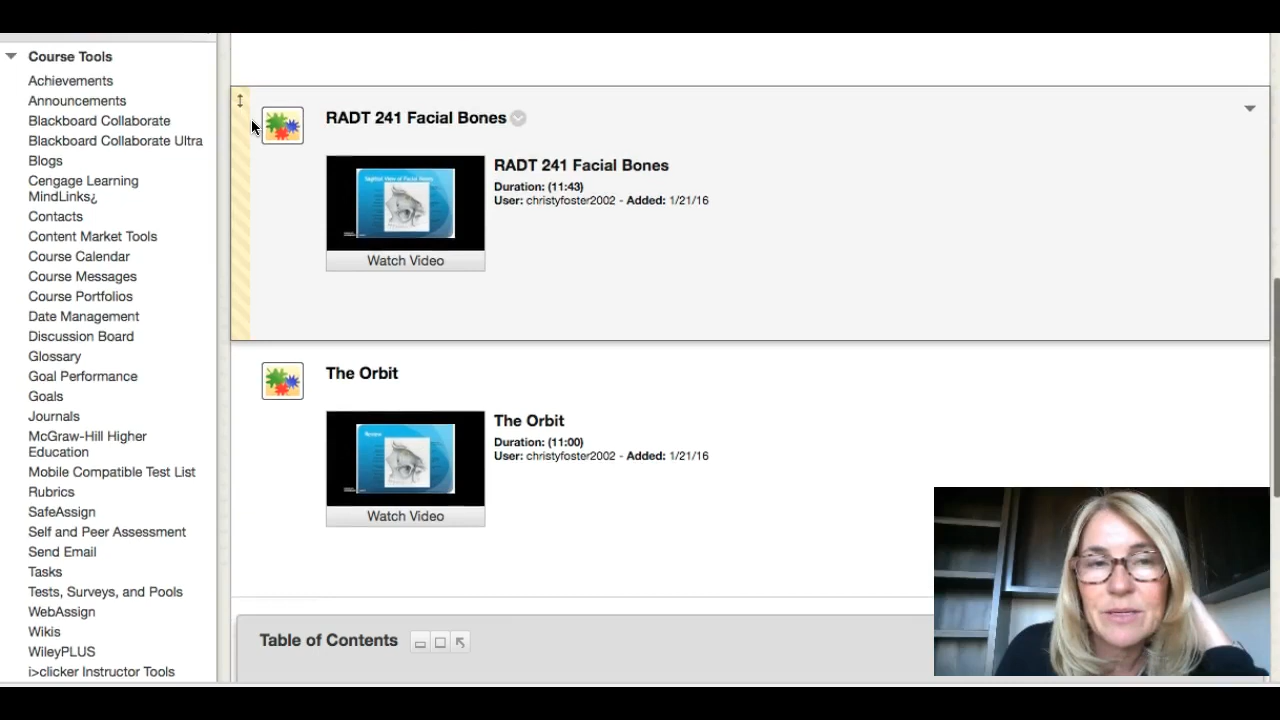 Course Tools
Achievements
Announcements
Blackboard Collaborate
Blackboard Collaborate Ultra
Blogs
Cengage Learning
MindLinks¿
Contacts
Content Market Tools
Course Calendar
Course Messages
Course Portfolios
Date Management
Discussion Board
Glossary
Goal Performance
Goals
Journals
McGraw-Hill Higher
Education
Mobile Compatible Test List
Rubrics
SafeAssign
Self and Peer Assessment
Send Email
Tasks
Tests, Surveys, and Pools
WebAssign
Wikis
WileyPLUS
i>clicker Instructor Tools
RADT 241 Facial Bones
Sagittal View of Facial Bones
Watch Video
RADT 241 Facial Bones
Duration: (11:43)
User: christyfoster2002 - Added: 1/21/16
The Orbit
Watch Video
The Orbit
Duration: (11:00)
User: christyfoster2002 - Added: 1/21/16
Table of Contents